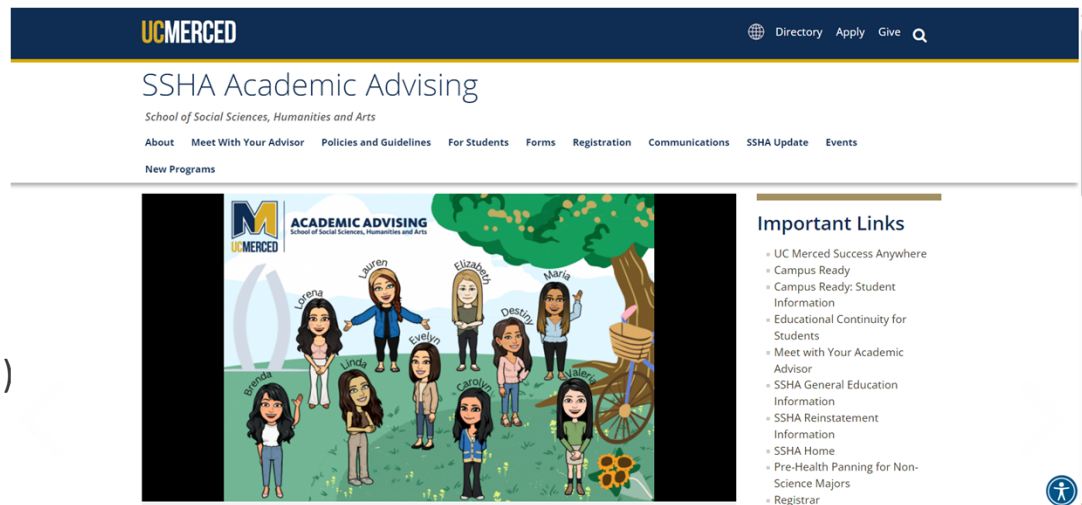 UCMERCED
Directory Apply Give
SSHA Academic Advising
School of Social Sciences, Humanities and Arts
About Meet With Your Advisor Policies and Guidelines For Students Forms Registration Communications SSHA Update Events
New Programs
)
M
UCMERCED
ACADEMIC ADVISING
School of Social Sciences, Humanities and Arts
Lauren
Elizabeth
Maria
Lorena
Destiny
Evelyn
Linda
Valeria
Brenda
Carolyn
Important Links
UC Merced Success Anywhere
Campus Ready
Campus Ready: Student
Information
Educational Continuity for
Students
Meet with Your Academic
Advisor
SSHA General Education
Information
SSHA Reinstatement
Information
SSHA Home
Pre-Health Panning for Non-
Science Majors
Registrar